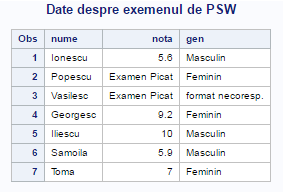 Date despre exemenul de PSW
Obs nume nota gen
1 Ionescu 5.6 Masculin
2 Popescu Examen Picat Feminin
3 Vasilesc Examen Picat format necoresp.
4 Georgesc 9.2 Feminin
5 Iliescu 10 Masculin
6 Samoila 5.9 Masculin
7 Toma 7 Feminin